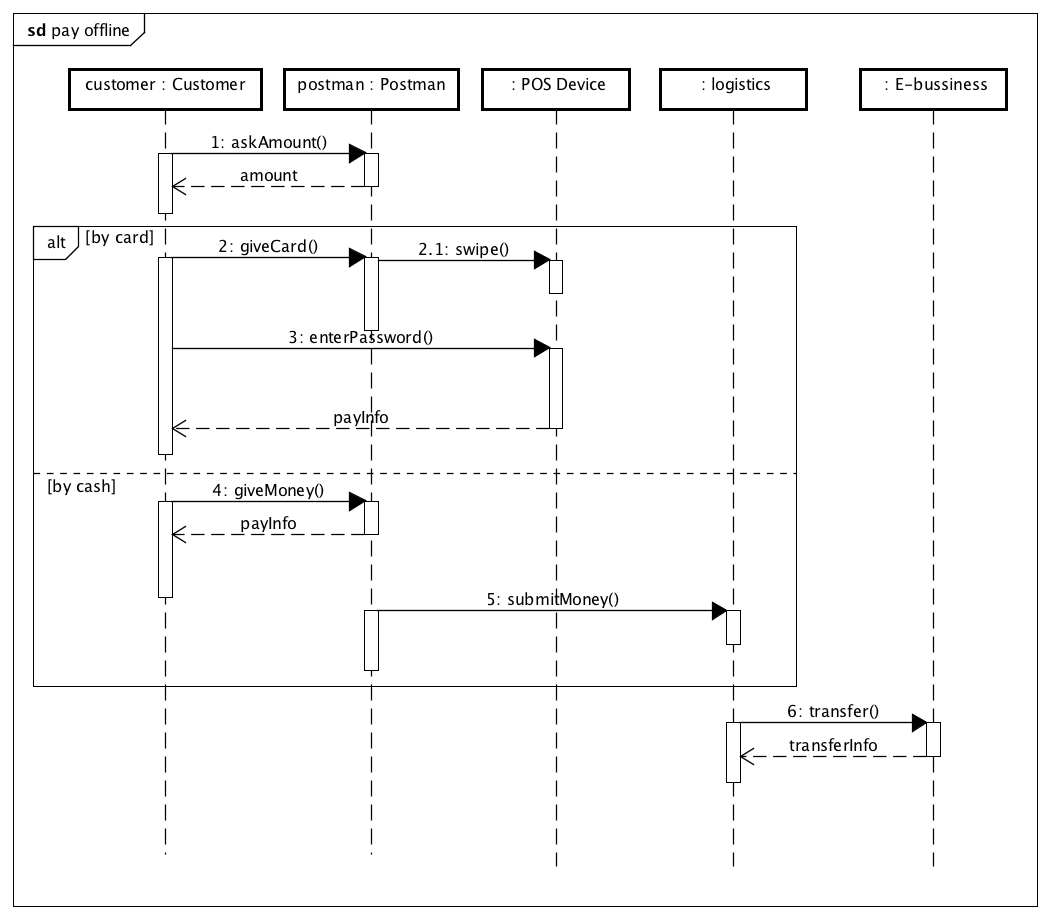 sd pay offline
customer : Customer
postman : Postman
: POS Device
: logistics
: E-bussiness
1: askAmount()
amount
alt
[by card]
2: giveCard()
2.1: swipe()
3: enterPassword()
payInfo
[by cash]
4: giveMoney()
payInfo
5: submitMoney()
6: transfer()
transferInfo